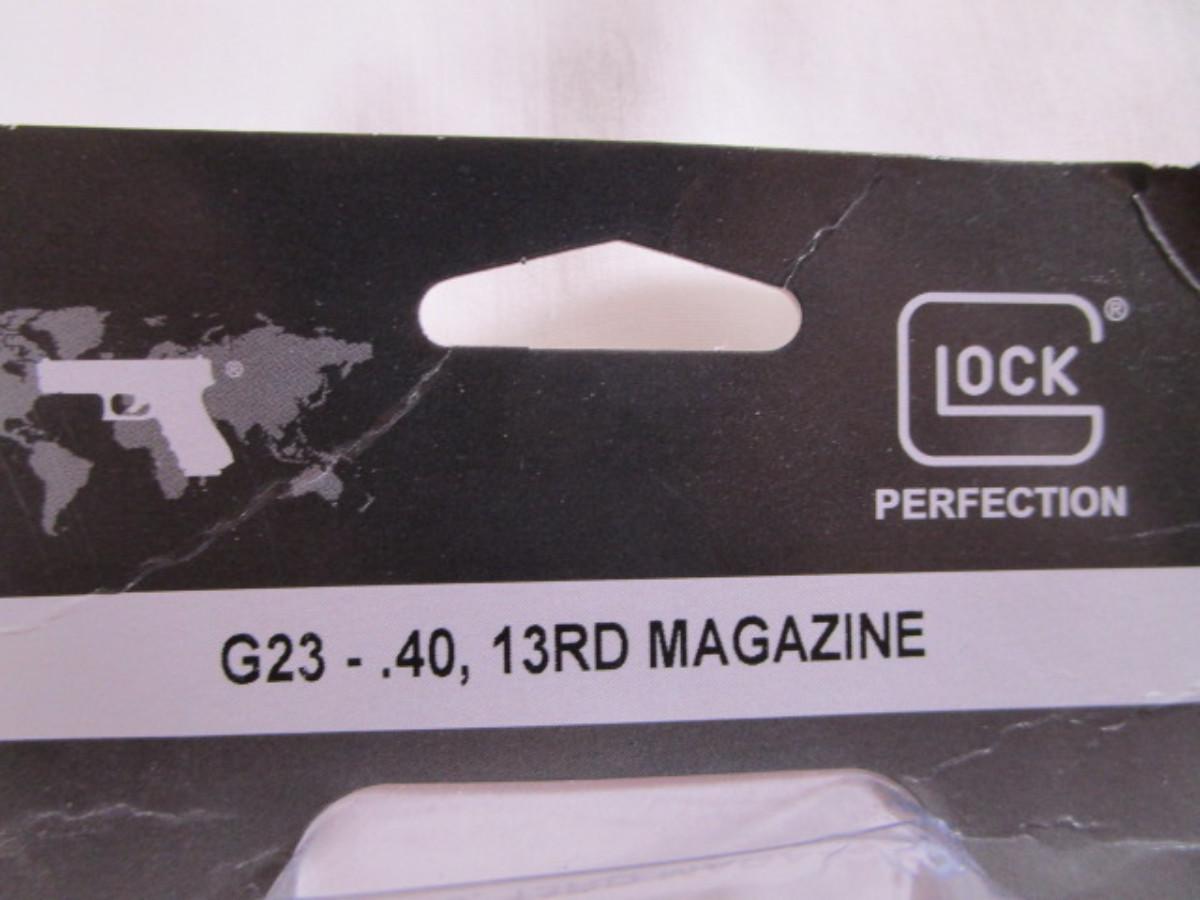 ®
GLOCK®
PERFECTION
G23 - .40, 13RD MAGAZINE